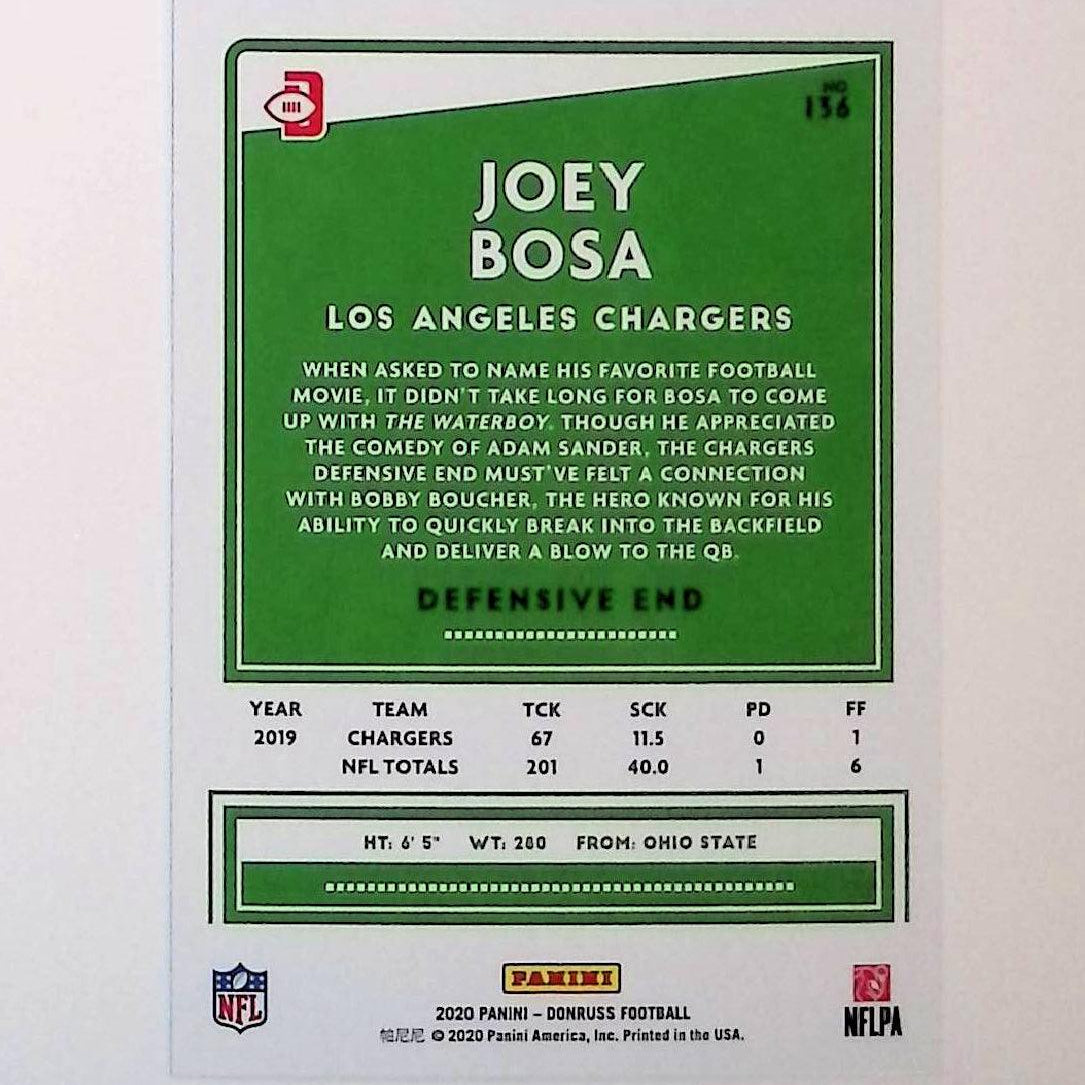 NO
136
JOEY
BOSA
LOS ANGELES CHARGERS
WHEN ASKED TO NAME HIS FAVORITE FOOTBALL
MOVIE, IT DIDN'T TAKE LONG FOR BOSA TO COME
UP WITH THE WATERBOY. THOUGH HE APPRECIATED
THE COMEDY OF ADAM SANDER, THE CHARGERS
DEFENSIVE END MUST'VE FELT A CONNECTION
WITH BOBBY BOUCHER, THE HERO KNOWN FOR HIS
ABILITY TO QUICKLY BREAK INTO THE BACKFIELD
AND DELIVER A BLOW TO THE QB.
DEFENSIVE END
YEAR TEAM TCK SCK PD FF
2019 CHARGERS 67 11.5 0 1
NFL TOTALS 201 40.0 1 6
HT: 6' 5" WT: 280 FROM: OHIO STATE
NFL
PANINI
NFLPA
2020 PANINI – DONRUSS FOOTBALL
帕尼尼 © 2020 Panini America, Inc. Printed in the USA.